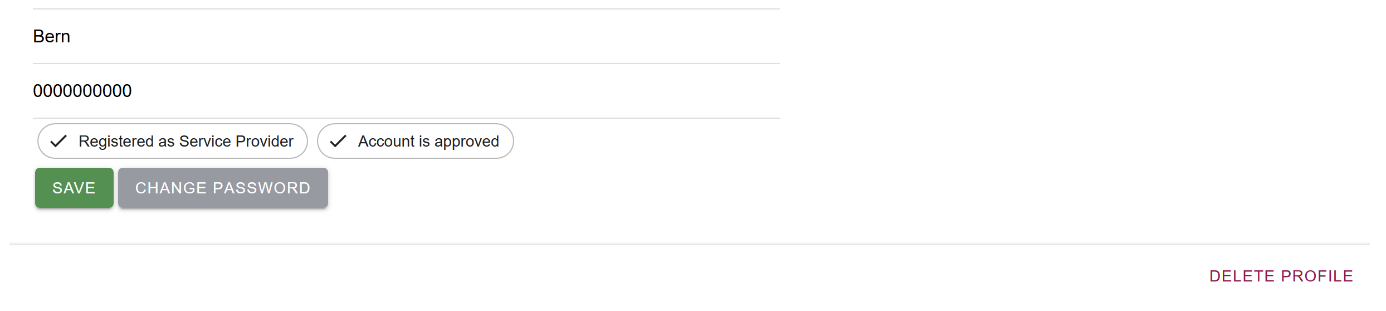 Bern
0000000000
Registered as Service Provider Account is approved
SAVE CHANGE PASSWORD
DELETE PROFILE